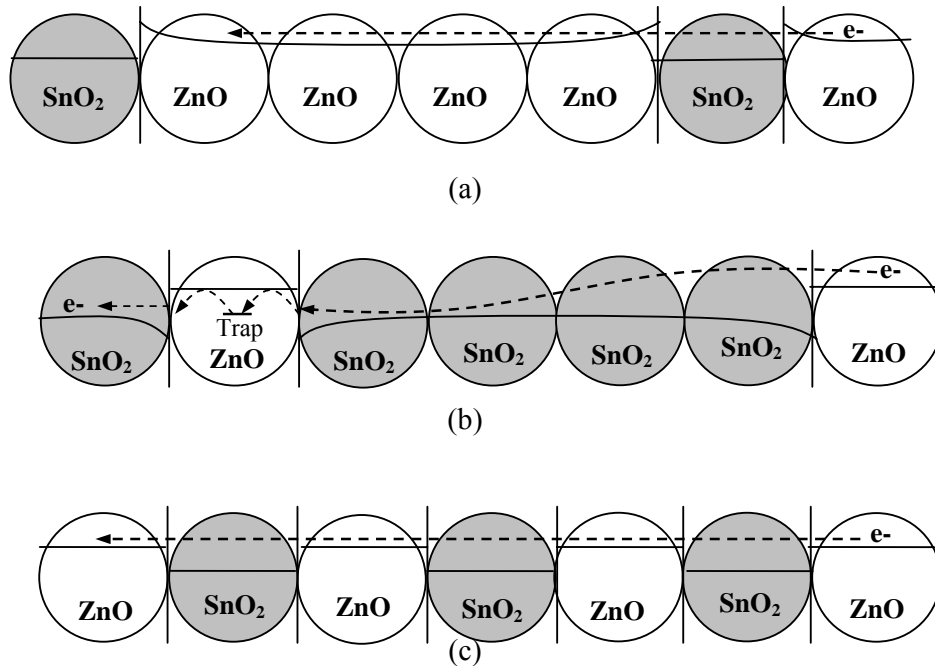 e-
SnO₂ ZnO ZnO ZnO ZnO SnO₂ ZnO
(a)
e- e-
Trap
SnO₂ ZnO SnO₂ SnO₂ SnO₂ SnO₂ ZnO
(b)
e-
ZnO SnO₂ ZnO SnO₂ ZnO SnO₂ ZnO
(c)